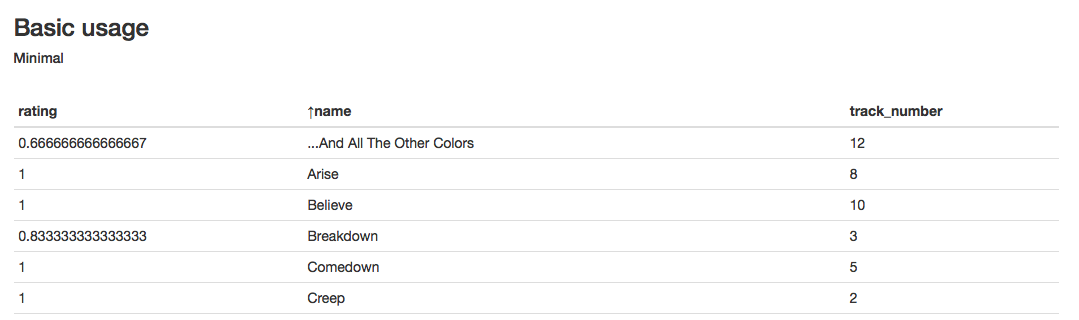 Basic usage
Minimal
rating ↑name track_number
0.666666666666667 ...And All The Other Colors 12
1 Arise 8
1 Believe 10
0.833333333333333 Breakdown 3
1 Comedown 5
1 Creep 2